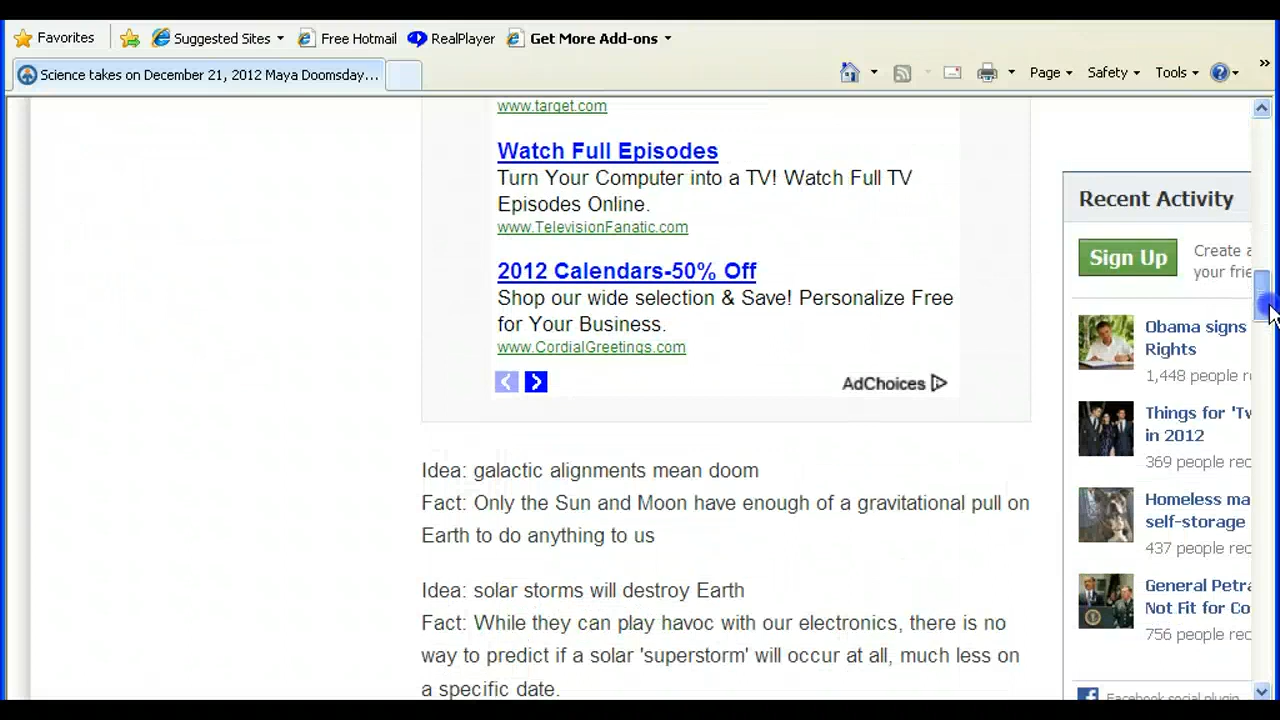 Favorites Suggested Sites Free Hotmail RealPlayer Get More Add-ons
Science takes on December 21, 2012 Maya Doomsday... Page Safety Tools
www.target.com
Watch Full Episodes
Turn Your Computer into a TV! Watch Full TV
Episodes Online.
www.TelevisionFanatic.com
2012 Calendars-50% Off
Shop our wide selection & Save! Personalize Free
for Your Business.
www.CordialGreetings.com
AdChoices
Idea: galactic alignments mean doom
Fact: Only the Sun and Moon have enough of a gravitational pull on
Earth to do anything to us
Idea: solar storms will destroy Earth
Fact: While they can play havoc with our electronics, there is no
way to predict if a solar 'superstorm' will occur at all, much less on
a specific date.
Recent Activity
Sign Up
Create a
your frie
Obama signs
Rights
1,448 people r
Things for 'Tw
in 2012
369 people rec
Homeless ma
self-storage
437 people rec
General Petra
Not Fit for Co
756 people rec
Facebook social plugin